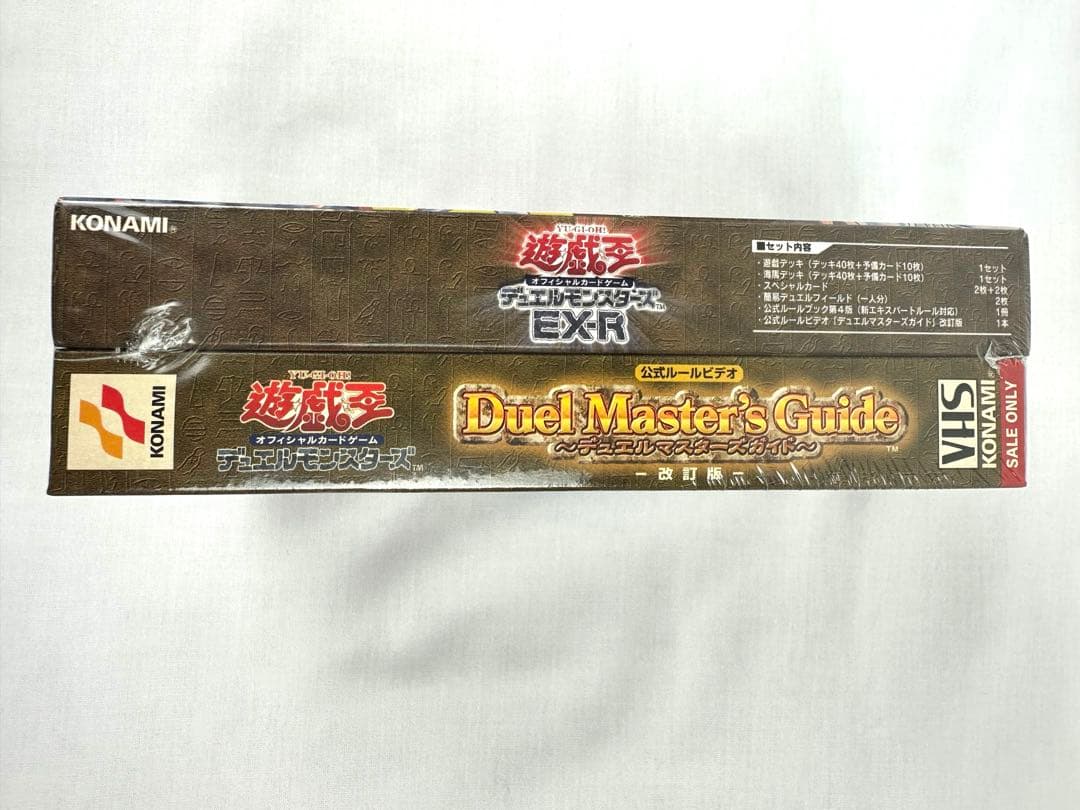 KONAMI®
YU-GI-OH!
遊戯王
オフィシャルカードゲーム
デュエルモンスターズ™
EX-R
■セット内容
・遊戯デッキ（デッキ40枚＋予備カード10枚） 1セット
・海馬デッキ（デッキ40枚＋予備カード10枚） 1セット
・スペシャルカード 2枚＋2枚
・簡易デュエルフィールド（一人分） 2枚
・公式ルールブック第4版（新エキスパートルール対応） 1冊
・公式ルールビデオ「デュエルマスターズガイド」改訂版 1本
KONAMI
YU-GI-OH!
遊戯王
オフィシャルカードゲーム
デュエルモンスターズ™
公式ルールビデオ
Duel Master's Guide
～デュエルマスターズガイド～™
－改訂版－
VHS
KONAMI®
SALE ONLY